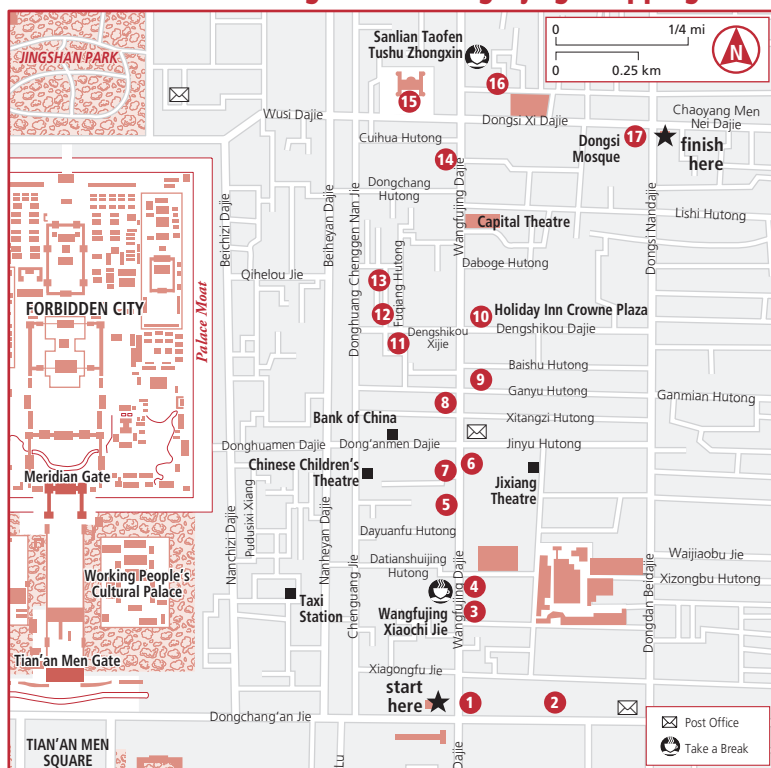 JINGSHAN PARK
Sanlian Taofen
Tushu Zhongxin
0
1/4 mi
0
0.25 km
N
16
15
Wusi Dajie
Dongsi Xi Dajie
Chaoyang Men
Nei Dajie
Cuihua Hutong
17
Dongsi
Mosque
finish
here
14
Dongchang
Hutong
Wangfujing Dajie
Capital Theatre
Lishi Hutong
Beichizi Dajie
Beiheyan Dajie
Donghuang Chenggen Nan Jie
Dongsi Nandajie
Daboge Hutong
Qihelou Jie
13
Fuqiang Hutong
FORBIDDEN CITY
Palace Moat
12
10
Holiday Inn Crowne Plaza
Dengshikou Dajie
11
Dengshikou
Xijie
Baishu Hutong
9
Ganyu Hutong
Ganmian Hutong
8
Bank of China
Xitangzi Hutong
Donghuamen Dajie
Dong'anmen Dajie
Jinyu Hutong
Meridian Gate
Chinese Children's
Theatre
7
6
Jixiang
Theatre
Pudusixi Xiang
5
Dayuanfu Hutong
Nanchizi Dajie
Nanheyan Dajie
Chenguang Jie
Datianshuijing
Hutong
Wangfujing Dajie
Waijiaobu Jie
Xizongbu Hutong
Dongdan Beidajie
Working People's
Cultural Palace
4
Taxi
Station
Wangfujing
Xiaochi Jie
3
Tian'an Men Gate
Xiagongfu Jie
start
here
1
2
Dongchang'an Jie
TIAN'AN MEN
SQUARE
Lu
Dajie
Post Office
Take a Break